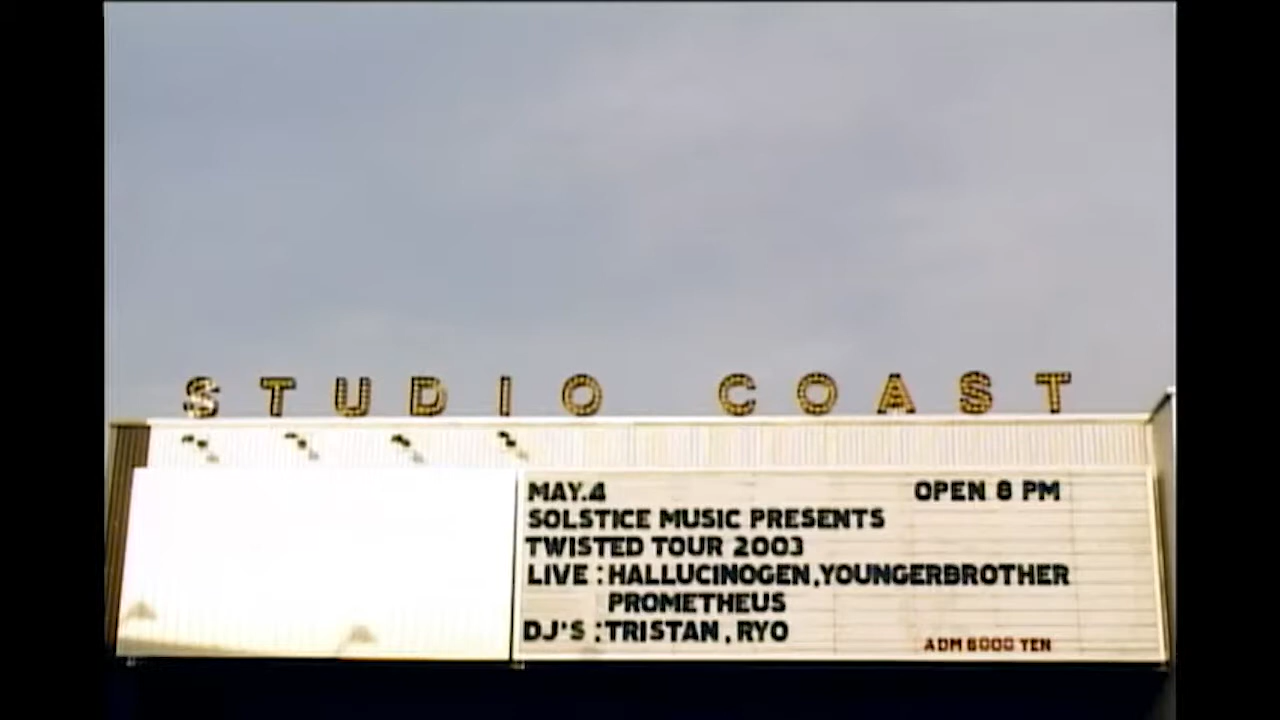 STUDIO COAST
MAY.4 OPEN 8 PM
SOLSTICE MUSIC PRESENTS
TWISTED TOUR 2003
LIVE : HALLUCINOGEN, YOUNGERBROTHER
PROMETHEUS
DJ'S : TRISTAN, RYO
ADM 6000 YEN